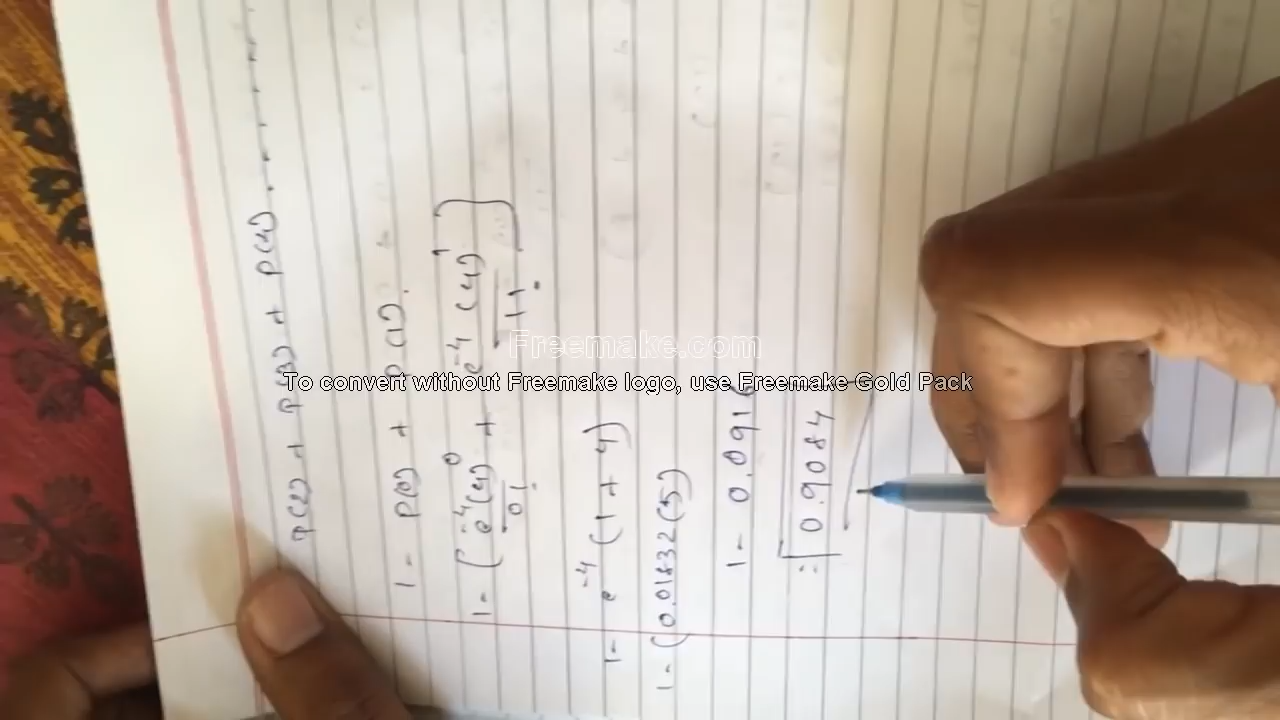 P(2) + P(3) + P(4) . - - - - - -
1 - P(0) + P(1).
1 - ( e^-4 (4)^0 / 0! + e^-4 (4)^1 / 1! )
1 - e^-4 (1 + 4)
1 - (0.01832 (5)
1 - 0.0916
= 0.9084
Freemake.com
To convert without Freemake logo, use Freemake Gold Pack